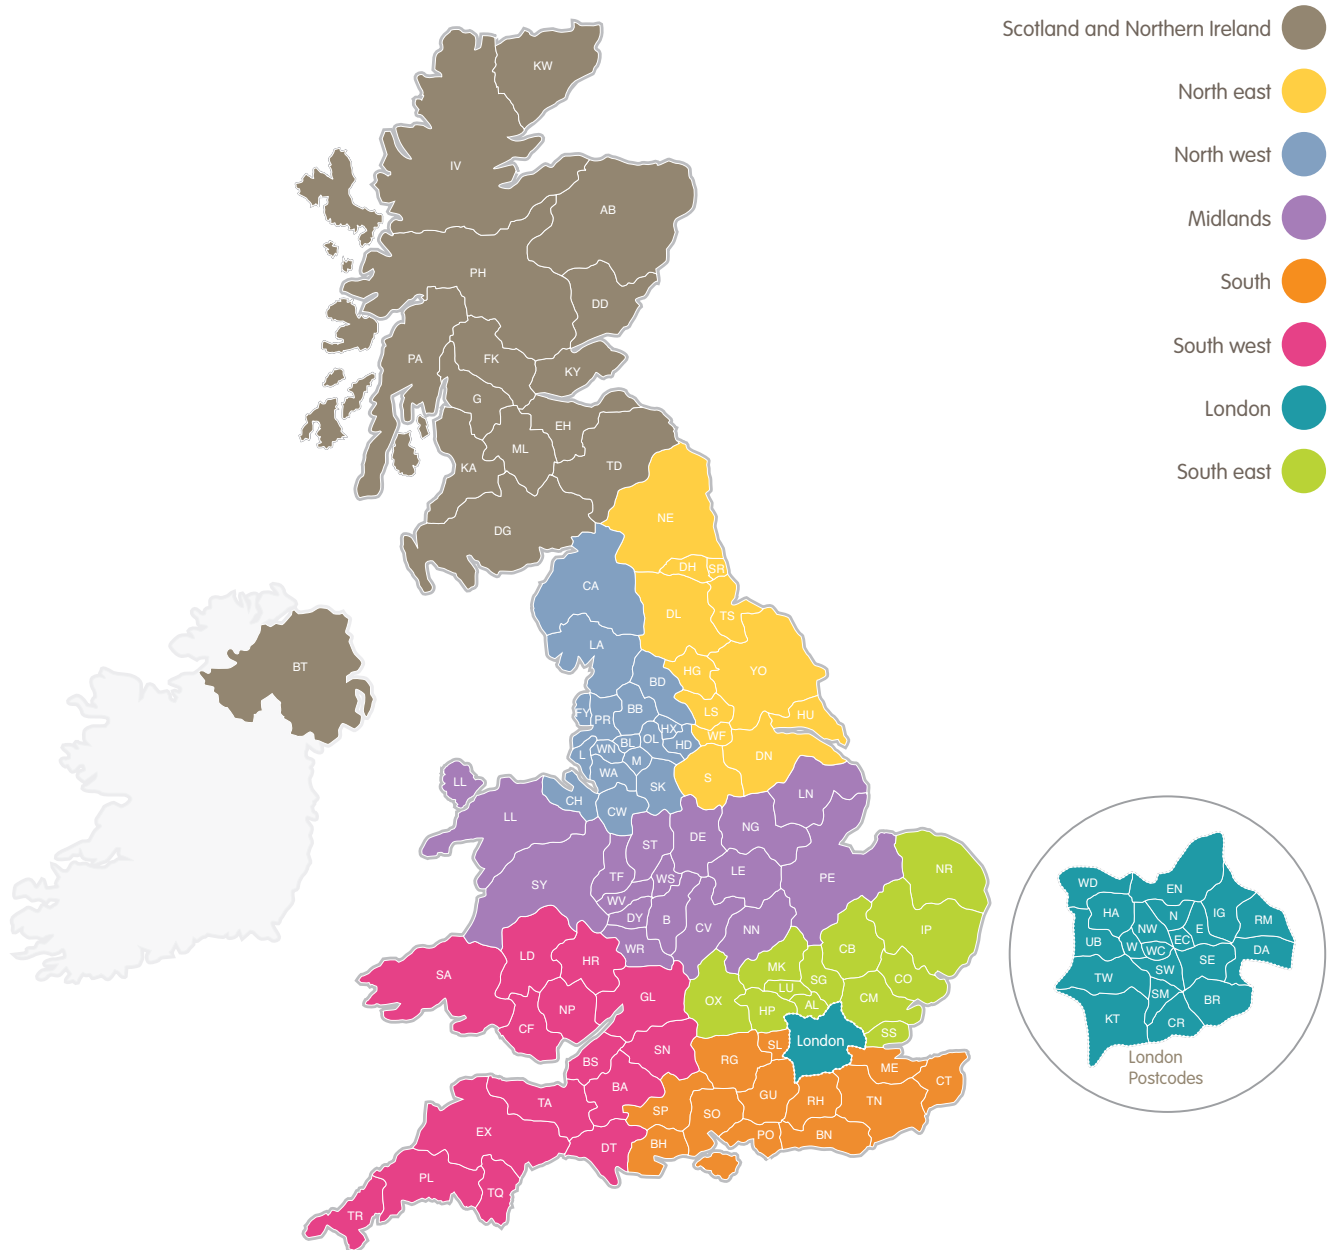 Scotland and Northern Ireland
North east
North west
Midlands
South
South west
London
South east
KW
IV
AB
PH
DD
PA
FK
KY
G
EH
ML
KA
TD
DG
NE
DH
SR
CA
DL
TS
LA
BT
HG
YO
BD
FY
PR
BB
LS
HU
HX
WF
L
WN
BL
OL
HD
DN
M
WA
S
SK
LL
CH
CW
LN
LL
ST
DE
NG
LE
NR
SY
TF
WS
PE
WV
DY
B
CV
NN
IP
WR
CB
LD
HR
SA
MK
SG
CO
LU
OX
GL
CM
NP
HP
AL
CF
SS
London
SN
SL
RG
BS
ME
BA
CT
TA
GU
RH
TN
SP
SO
EX
PO
BN
DT
BH
PL
TQ
TR
WD
EN
HA
N
IG
RM
NW
E
UB
W
WC
EC
DA
SE
TW
SW
SM
BR
KT
CR
London
Postcodes